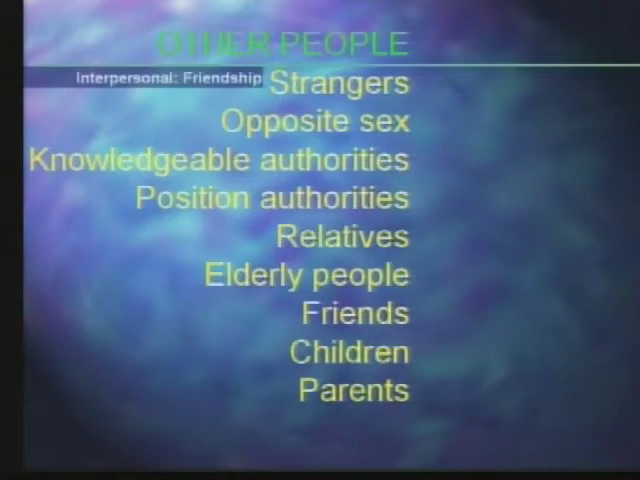 OTHER PEOPLE
Interpersonal: Friendship
Strangers
Opposite sex
Knowledgeable authorities
Position authorities
Relatives
Elderly people
Friends
Children
Parents